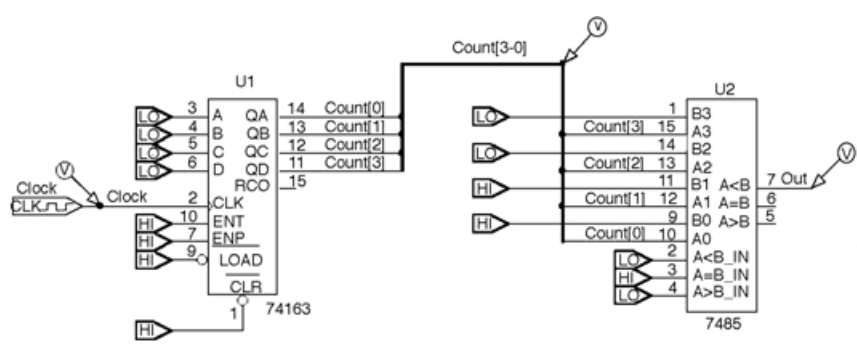 V
Count[3-0]
U1
U2
LO 3 A QA 14 Count[0]
LO 4 B QB 13 Count[1]
LO 5 C QC 12 Count[2]
LO 6 D QD 11 Count[3]
RCO 15
V
Clock
CLK
Clock
2 CLK
HI 10 ENT
HI 7 ENP
HI 9 LOAD
CLR
1
74163
HI
LO 1 B3
Count[3] 15 A3
LO 14 B2
Count[2] 13 A2
HI 11 B1 A<B 7 Out
V
Count[1] 12 A1 A=B 6
HI 9 B0 A>B 5
Count[0] 10 A0
LO 2 A<B_IN
HI 3 A=B_IN
LO 4 A>B_IN
7485